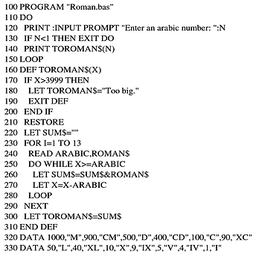 100 PROGRAM "Roman.bas"
110 DO
120 PRINT :INPUT PROMPT "Enter an arabic number: ":N
130 IF N<1 THEN EXIT DO
140 PRINT TOROMAN$(N)
150 LOOP
160 DEF TOROMAN$(X)
170 IF X>3999 THEN
180 LET TOROMAN$="Too big."
190 EXIT DEF
200 END IF
210 RESTORE
220 LET SUM$=""
230 FOR I=1 TO 13
240 READ ARABIC,ROMAN$
250 DO WHILE X>=ARABIC
260 LET SUM$=SUM$&ROMAN$
270 LET X=X-ARABIC
280 LOOP
290 NEXT
300 LET TOROMAN$=SUM$
310 END DEF
320 DATA 1000,"M",900,"CM",500,"D",400,"CD",100,"C",90,"XC"
330 DATA 50,"L",40,"XL",10,"X",9,"IX",5,"V",4,"IV",1,"I"